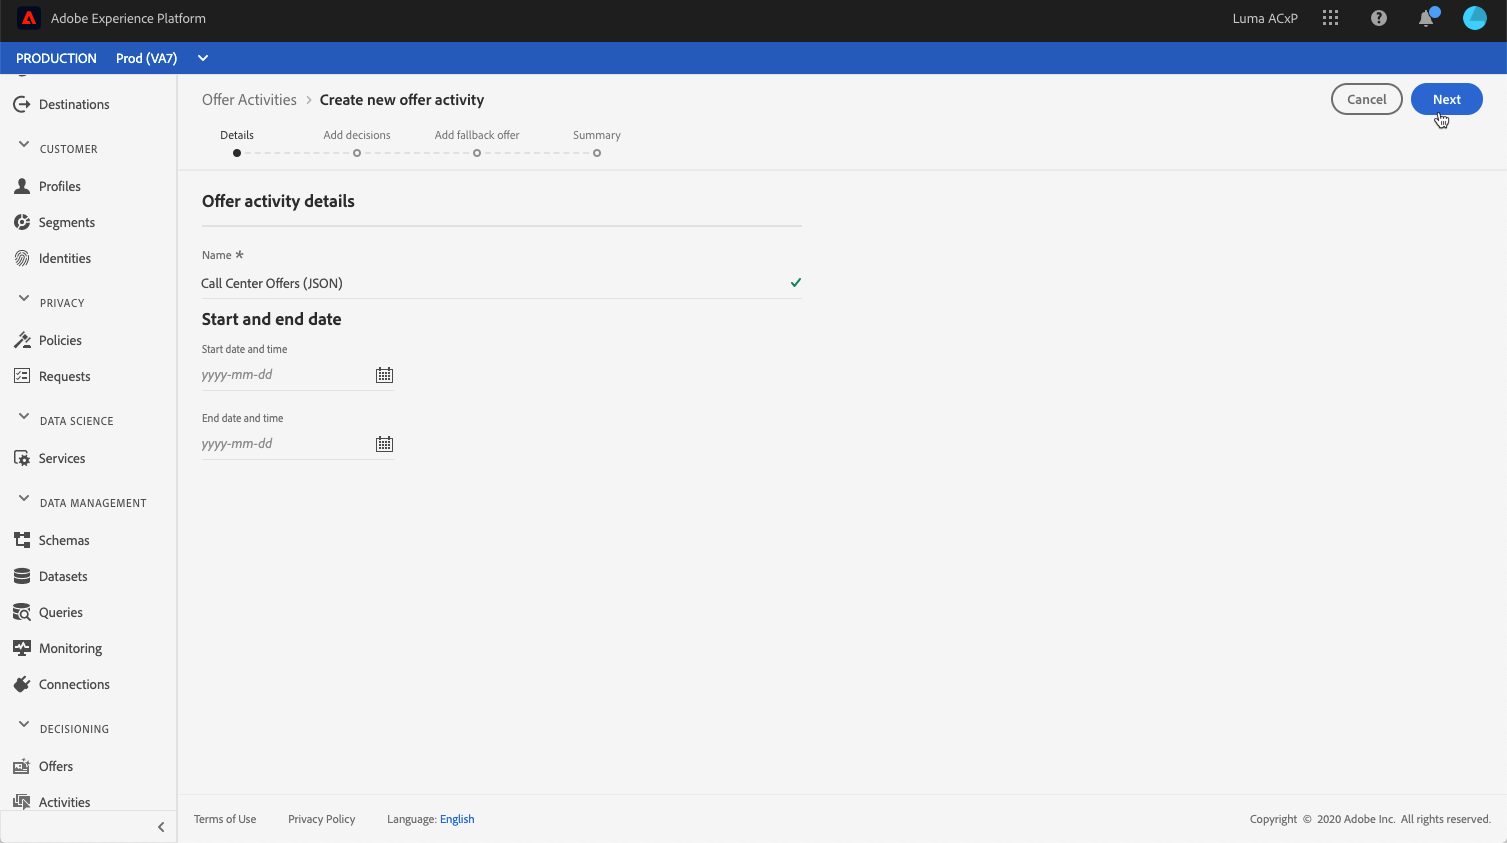 Adobe Experience Platform
Luma ACxP
PRODUCTION Prod (VA7)
Destinations
CUSTOMER
Profiles
Segments
Identities
PRIVACY
Policies
Requests
DATA SCIENCE
Services
DATA MANAGEMENT
Schemas
Datasets
Queries
Monitoring
Connections
DECISIONING
Offers
Activities
Offer Activities > Create new offer activity
Cancel Next
Details Add decisions Add fallback offer Summary
Offer activity details
Name *
Call Center Offers (JSON)
Start and end date
Start date and time
yyyy-mm-dd
End date and time
yyyy-mm-dd
Terms of Use Privacy Policy Language: English
Copyright © 2020 Adobe Inc. All rights reserved.